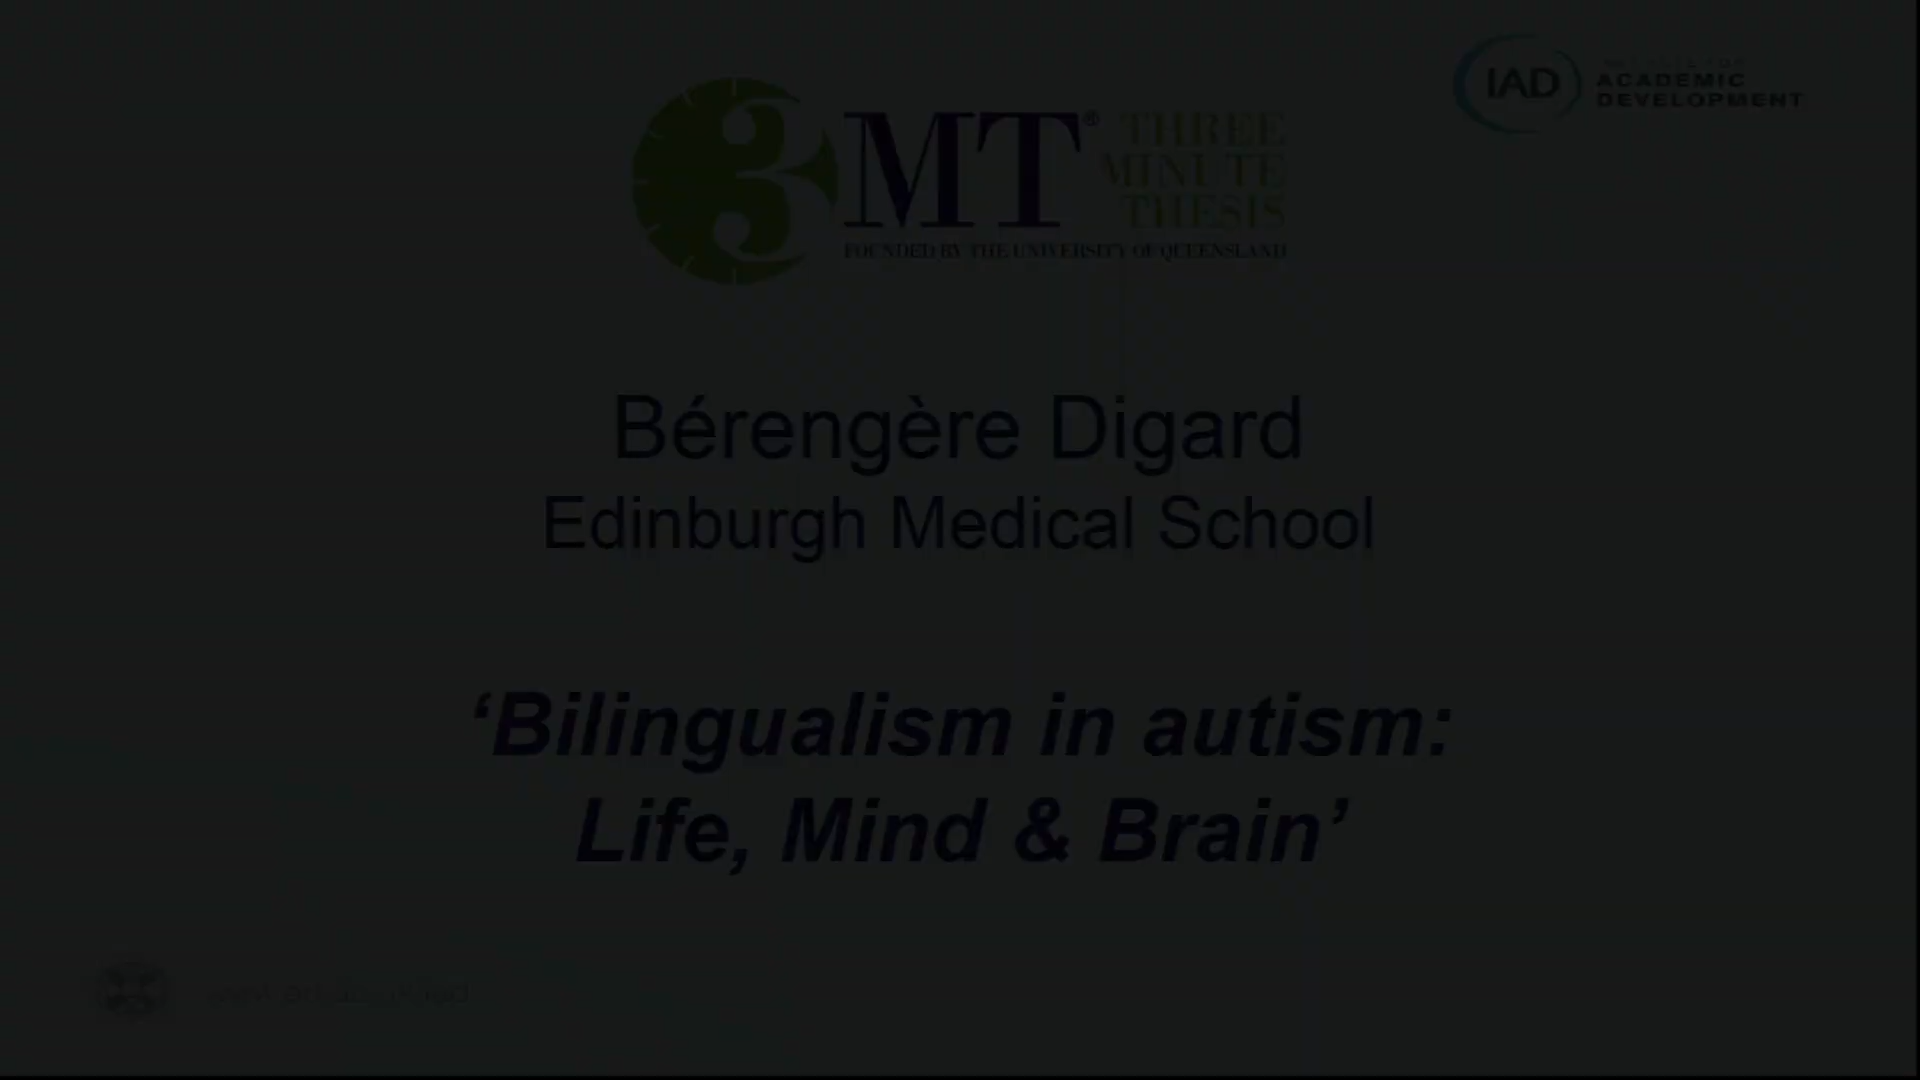 3MT® THREE
MINUTE
THESIS
FOUNDED BY THE UNIVERSITY OF QUEENSLAND
IAD
ACADEMIC
DEVELOPMENT
Bérengère Digard
Edinburgh Medical School
‘Bilingualism in autism:
Life, Mind & Brain’